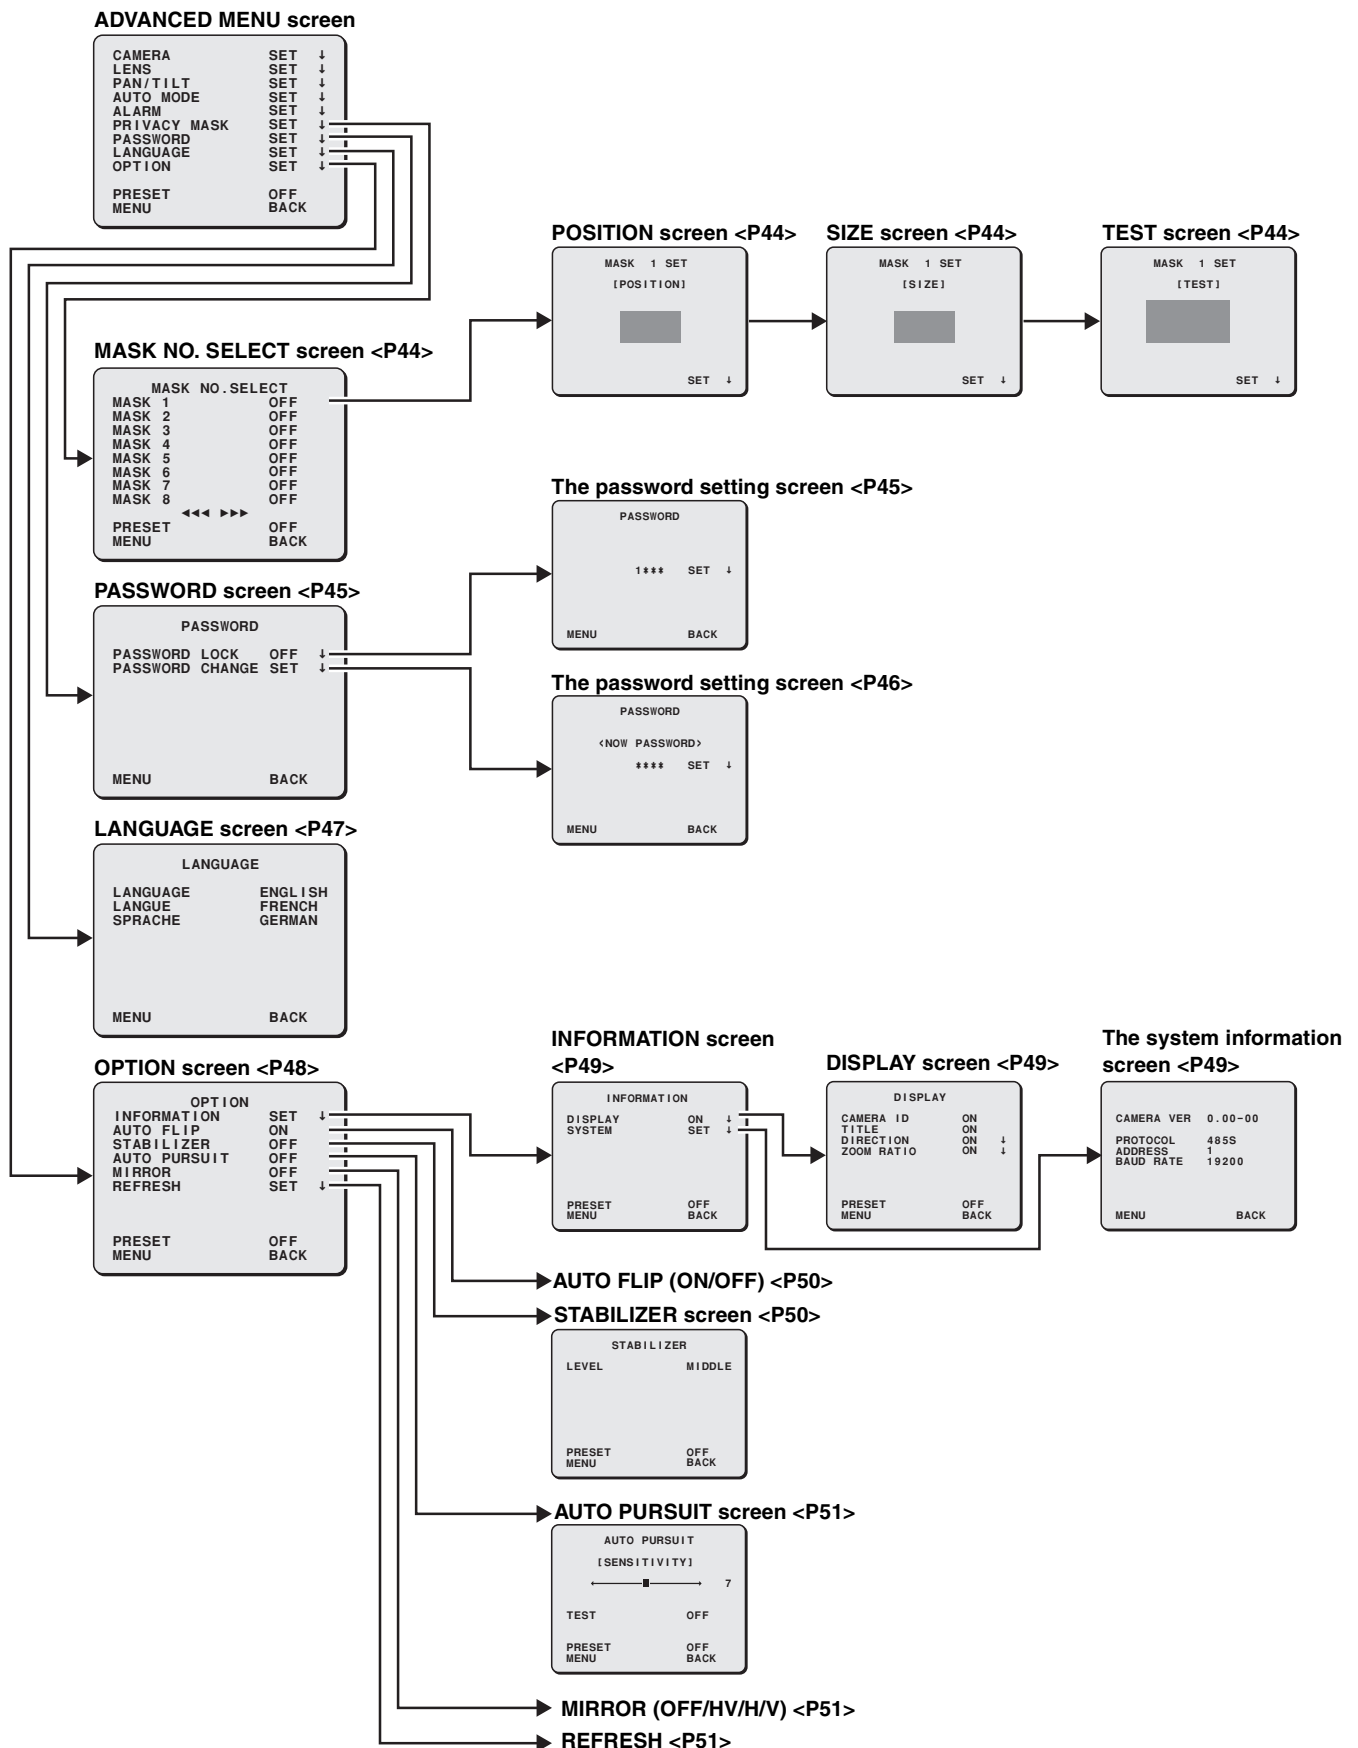 ADVANCED MENU screen
CAMERA SET ↓
LENS SET ↓
PAN/TILT SET ↓
AUTO MODE SET ↓
ALARM SET ↓
PRIVACY MASK SET ↓
PASSWORD SET ↓
LANGUAGE SET ↓
OPTION SET ↓
PRESET OFF
MENU BACK
POSITION screen <P44>
MASK 1 SET
[POSITION]
SET ↓
SIZE screen <P44>
MASK 1 SET
[SIZE]
SET ↓
TEST screen <P44>
MASK 1 SET
[TEST]
SET ↓
MASK NO. SELECT screen <P44>
MASK NO.SELECT
MASK 1 OFF
MASK 2 OFF
MASK 3 OFF
MASK 4 OFF
MASK 5 OFF
MASK 6 OFF
MASK 7 OFF
MASK 8 OFF
◄◄◄ ►►►
PRESET OFF
MENU BACK
The password setting screen <P45>
PASSWORD
1*** SET ↓
MENU BACK
PASSWORD screen <P45>
PASSWORD
PASSWORD LOCK OFF ↓
PASSWORD CHANGE SET ↓
MENU BACK
The password setting screen <P46>
PASSWORD
<NOW PASSWORD>
**** SET ↓
MENU BACK
LANGUAGE screen <P47>
LANGUAGE
LANGUAGE ENGLISH
LANGUE FRENCH
SPRACHE GERMAN
MENU BACK
OPTION screen <P48>
OPTION
INFORMATION SET ↓
AUTO FLIP ON
STABILIZER OFF
AUTO PURSUIT OFF
MIRROR OFF
REFRESH SET ↓
PRESET OFF
MENU BACK
INFORMATION screen
<P49>
INFORMATION
DISPLAY ON ↓
SYSTEM SET ↓
PRESET OFF
MENU BACK
DISPLAY screen <P49>
DISPLAY
CAMERA ID ON
TITLE ON
DIRECTION ON ↓
ZOOM RATIO ON ↓
PRESET OFF
MENU BACK
The system information
screen <P49>
CAMERA VER 0.00-00
PROTOCOL 485S
ADDRESS 1
BAUD RATE 19200
MENU BACK
AUTO FLIP (ON/OFF) <P50>
STABILIZER screen <P50>
STABILIZER
LEVEL MIDDLE
PRESET OFF
MENU BACK
AUTO PURSUIT screen <P51>
AUTO PURSUIT
[SENSITIVITY]
7
TEST OFF
PRESET OFF
MENU BACK
MIRROR (OFF/HV/H/V) <P51>
REFRESH <P51>